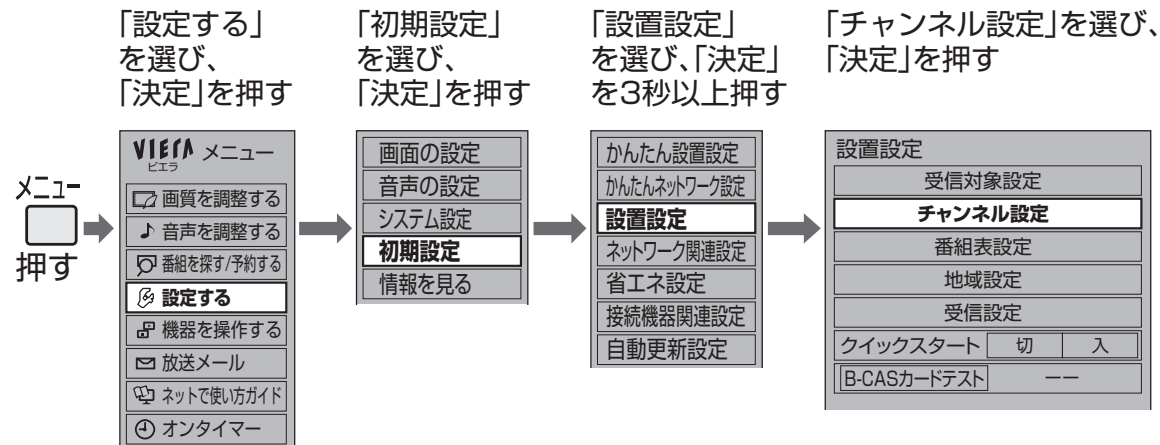 「設定する」
を選び、
「決定」を押す
「初期設定」
を選び、
「決定」を押す
「設置設定」
を選び、「決定」
を3秒以上押す
「チャンネル設定」を選び、
「決定」を押す
メニュー
押す
VIERA メニュー
ビエラ
画質を調整する
音声を調整する
番組を探す/予約する
設定する
機器を操作する
放送メール
ネットで使い方ガイド
オンタイマー
画面の設定
音声の設定
システム設定
初期設定
情報を見る
かんたん設置設定
かんたんネットワーク設定
設置設定
ネットワーク関連設定
省エネ設定
接続機器関連設定
自動更新設定
設置設定
受信対象設定
チャンネル設定
番組表設定
地域設定
受信設定
クイックスタート 切 入
B-CASカードテスト −−